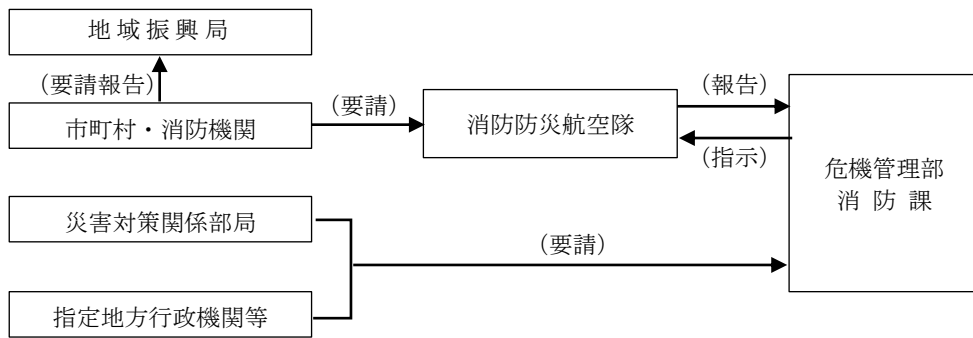 地域振興局
（要請報告）
市町村・消防機関
（要請）
消防防災航空隊
（報告）
（指示）
危機管理部
消防課
災害対策関係部局
（要請）
指定地方行政機関等